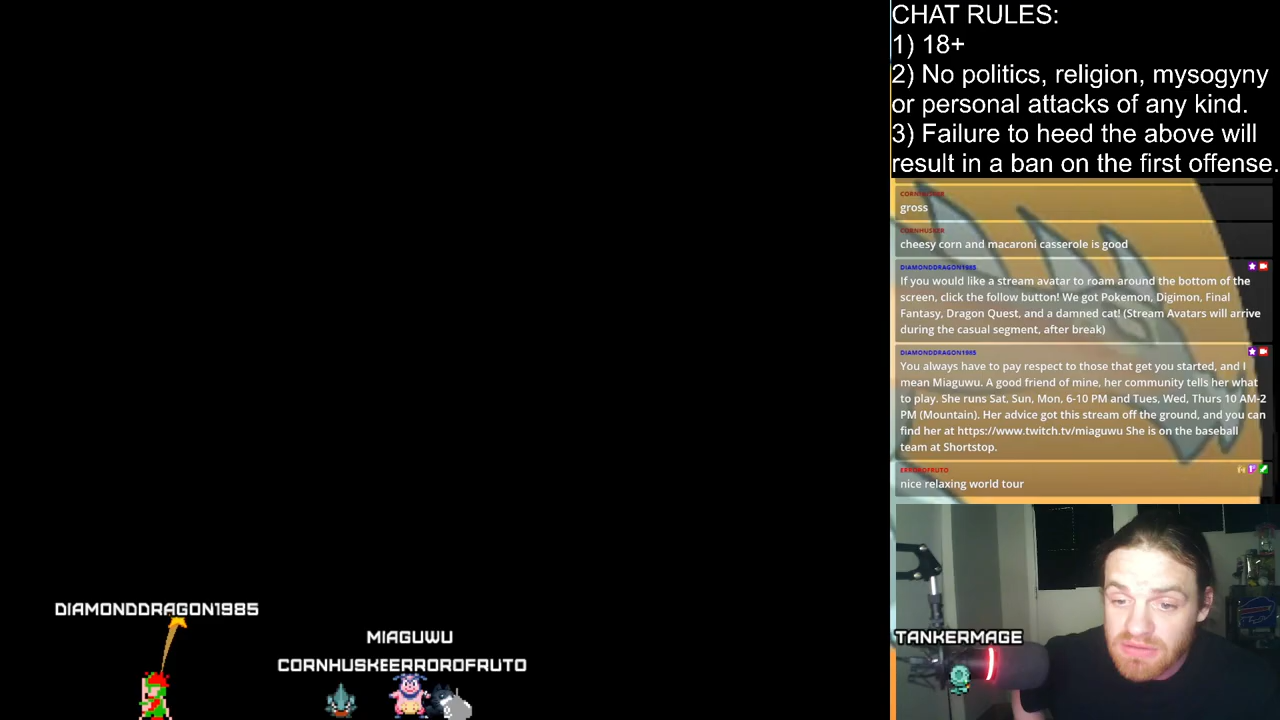 CHAT RULES:
1) 18+
2) No politics, religion, mysogyny
or personal attacks of any kind.
3) Failure to heed the above will
result in a ban on the first offense.
CORNHUSKER
gross
CORNHUSKER
cheesy corn and macaroni casserole is good
DIAMONDDRAGON1985
If you would like a stream avatar to roam around the bottom of the
screen, click the follow button! We got Pokemon, Digimon, Final
Fantasy, Dragon Quest, and a damned cat! (Stream Avatars will arrive
during the casual segment, after break)
DIAMONDDRAGON1985
You always have to pay respect to those that get you started, and I
mean Miaguwu. A good friend of mine, her community tells her what
to play. She runs Sat, Sun, Mon, 6-10 PM and Tues, Wed, Thurs 10 AM-2
PM (Mountain). Her advice got this stream off the ground, and you can
find her at https://www.twitch.tv/miaguwu She is on the baseball
team at Shortstop.
ERROROFRUTO
nice relaxing world tour
DIAMONDDRAGON1985
MIAGUWU
CORNHUSKEERROROFRUTO
TANKERMAGE